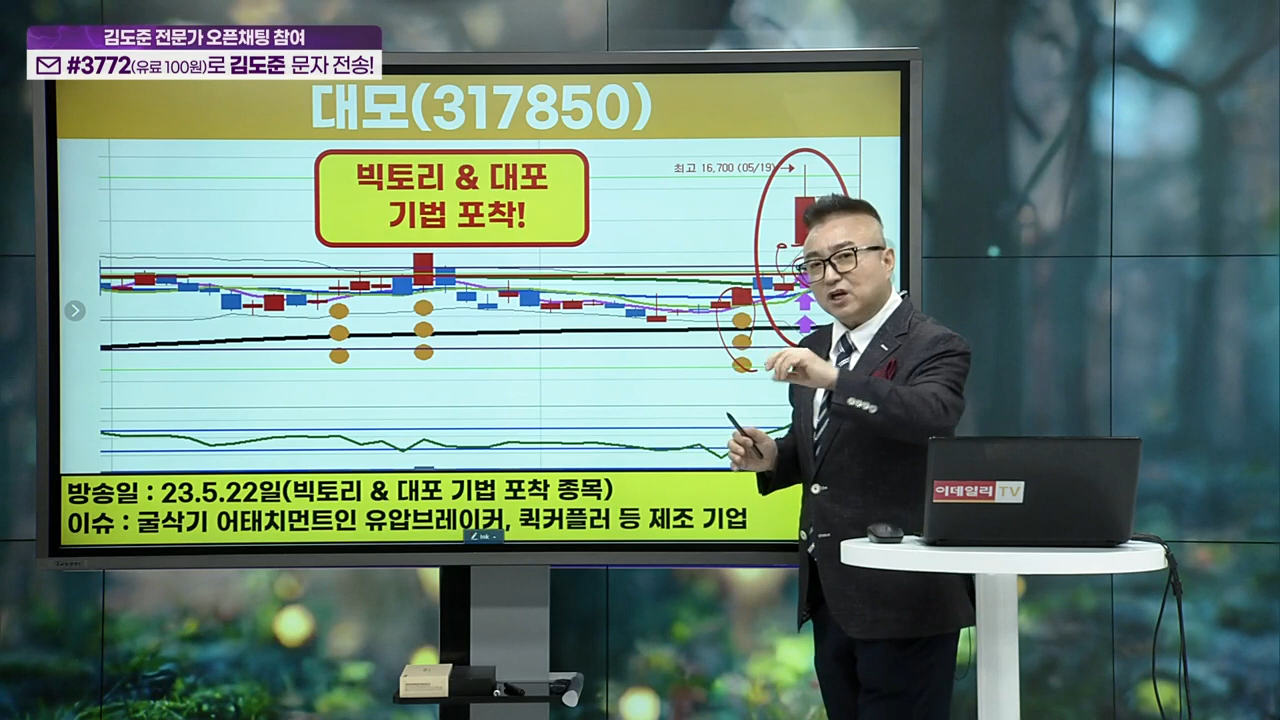 김도준 전문가 오픈채팅 참여
#3772(유료 100원)로 김도준 문자 전송!
대모(317850)
빅토리 & 대포
기법 포착!
최고 16,700 (05/19)
방송일 : 23.5.22일(빅토리 & 대포 기법 포착 종목)
이슈 : 굴삭기 어태치먼트인 유압브레이커, 퀵커플러 등 제조 기업
Ink
이데일리 TV